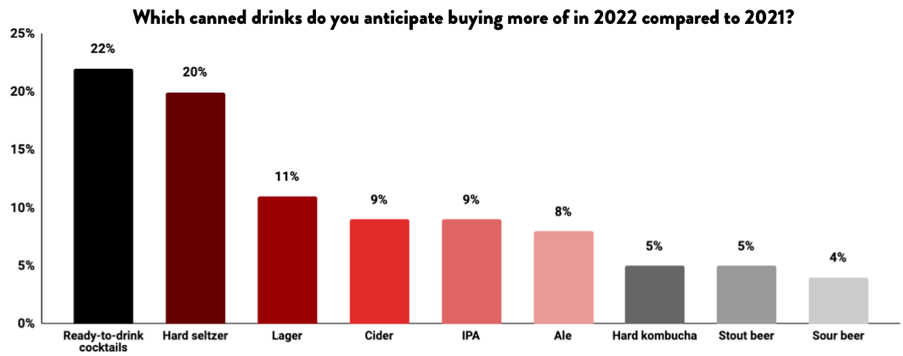 Which canned drinks do you anticipate buying more of in 2022 compared to 2021?
25%
20%
15%
10%
5%
0%
22%
20%
11%
9%
9%
8%
5%
5%
4%
Ready-to-drink
cocktails
Hard seltzer
Lager
Cider
IPA
Ale
Hard kombucha
Stout beer
Sour beer